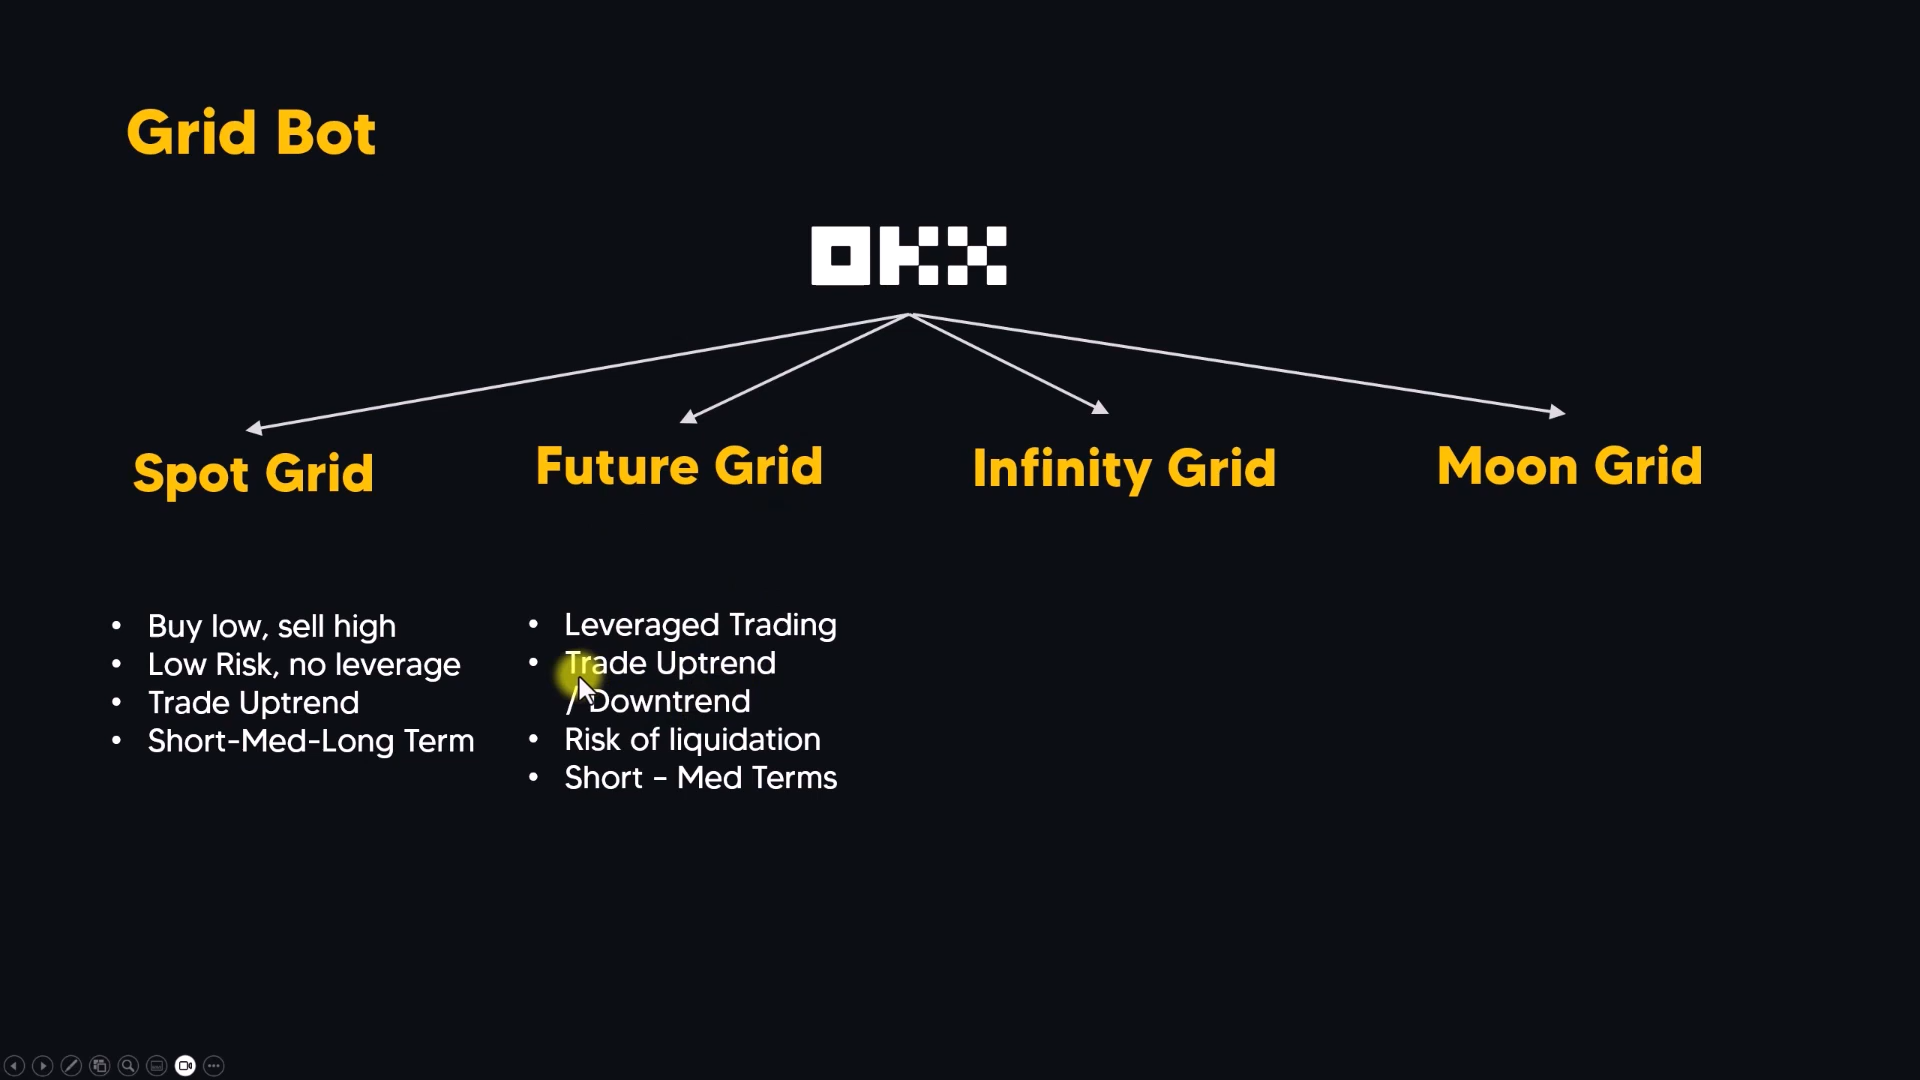 Grid Bot
OKX
Spot Grid
Future Grid
Infinity Grid
Moon Grid
• Buy low, sell high
• Low Risk, no leverage
• Trade Uptrend
• Short-Med-Long Term
• Leveraged Trading
• Trade Uptrend
/ Downtrend
• Risk of liquidation
• Short – Med Terms